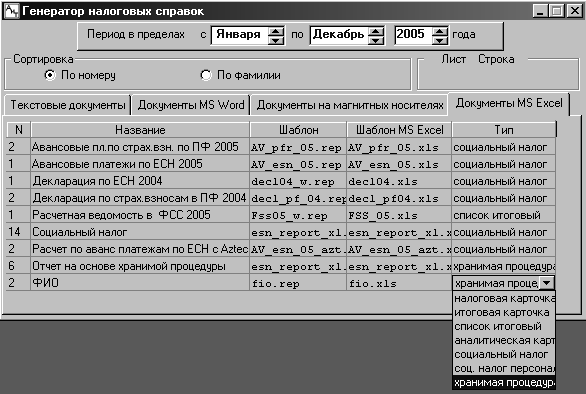 Генератор налоговых справок
Период в пределах с Января по Декабрь 2005 года
Сортировка
По номеру По фамилии
Лист Строка
Текстовые документы Документы MS Word Документы на магнитных носителях Документы MS Excel
N Название Шаблон Шаблон MS Excel Тип
2 Авансовые пл.по страх.взн. по ПФ 2005 AV_pfr_05.rep AV_pfr_05.xls социальный налог
1 Авансовые платежи по ЕСН 2005 AV_esn_05.rep AV_esn_05.xls социальный налог
1 Декларация по ЕСН 2004 decl04_w.rep decl04.xls социальный налог
2 Декларация по страх.взносам в ПФ 2004 decl_pf_04.rep decl_pf04.xls социальный налог
1 Расчетная ведомость в ФСС 2005 Fss05_w.rep FSS_05.xls список итоговый
14 Социальный налог esn_report_xl. esn_report_xl. социальный налог
2 Расчет по аванс платежам по ЕСН с Aztec AV_esn_05_azt. AV_esn_05_azt. социальный налог
6 Отчет на основе хранимой процедуры esn_report_xl. esn_report_xl. хранимая процедура
2 ФИО fio.rep fio.xls хранимая проце
налоговая карточка
итоговая карточка
список итоговый
аналитическая карт
социальный налог
соц. налог персонал
хранимая процедура